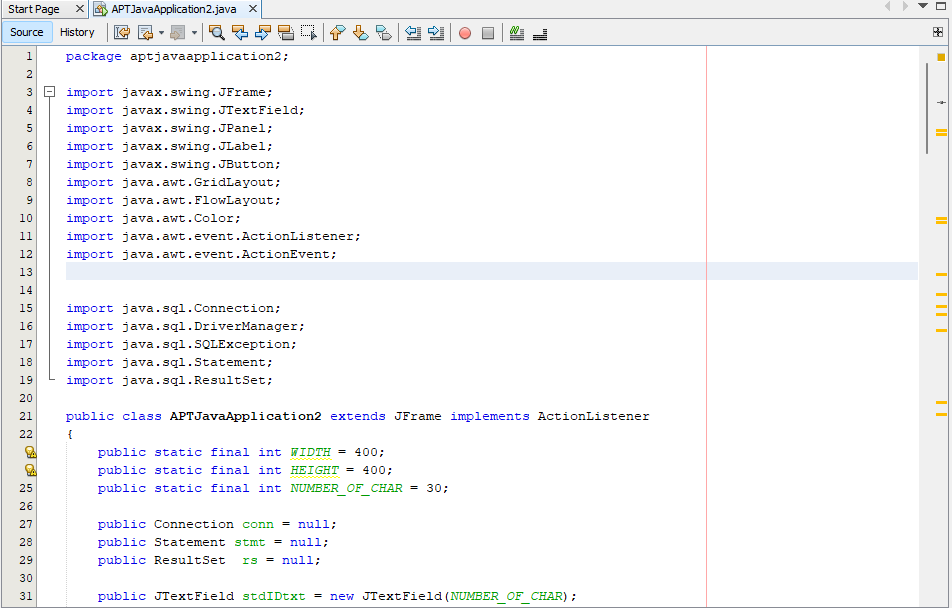 Start Page
APTJavaApplication2.java
Source
History
1 package aptjavaapplication2;
2
3 import javax.swing.JFrame;
4 import javax.swing.JTextField;
5 import javax.swing.JPanel;
6 import javax.swing.JLabel;
7 import javax.swing.JButton;
8 import java.awt.GridLayout;
9 import java.awt.FlowLayout;
10 import java.awt.Color;
11 import java.awt.event.ActionListener;
12 import java.awt.event.ActionEvent;
13
14
15 import java.sql.Connection;
16 import java.sql.DriverManager;
17 import java.sql.SQLException;
18 import java.sql.Statement;
19 import java.sql.ResultSet;
20
21 public class APTJavaApplication2 extends JFrame implements ActionListener
22 {
public static final int WIDTH = 400;
public static final int HEIGHT = 400;
25 public static final int NUMBER_OF_CHAR = 30;
26
27 public Connection conn = null;
28 public Statement stmt = null;
29 public ResultSet rs = null;
30
31 public JTextField stdIDtxt = new JTextField(NUMBER_OF_CHAR);